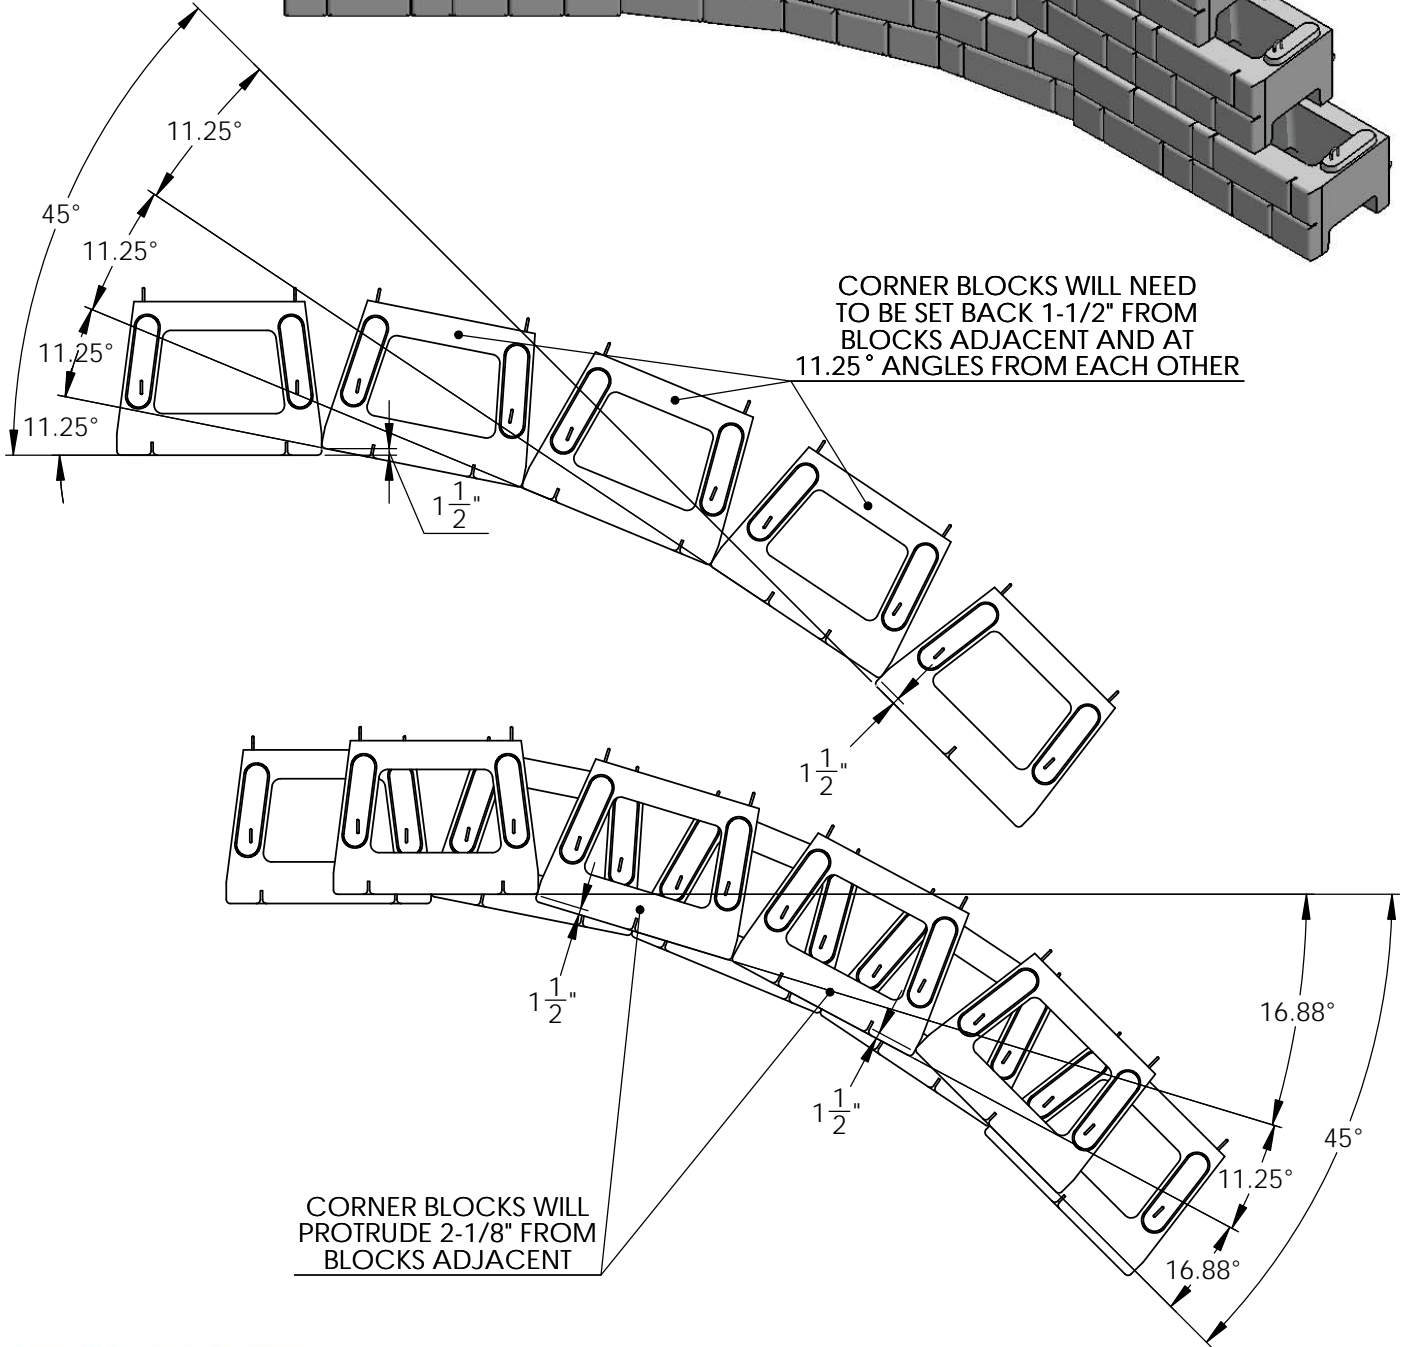 11.25°
45°
11.25°
11.25°
11.25°
CORNER BLOCKS WILL NEED
TO BE SET BACK 1-1/2" FROM
BLOCKS ADJACENT AND AT
11.25° ANGLES FROM EACH OTHER
1 1/2"
1 1/2"
1 1/2"
16.88°
1 1/2"
45°
11.25°
CORNER BLOCKS WILL
PROTRUDE 2-1/8" FROM
BLOCKS ADJACENT
16.88°